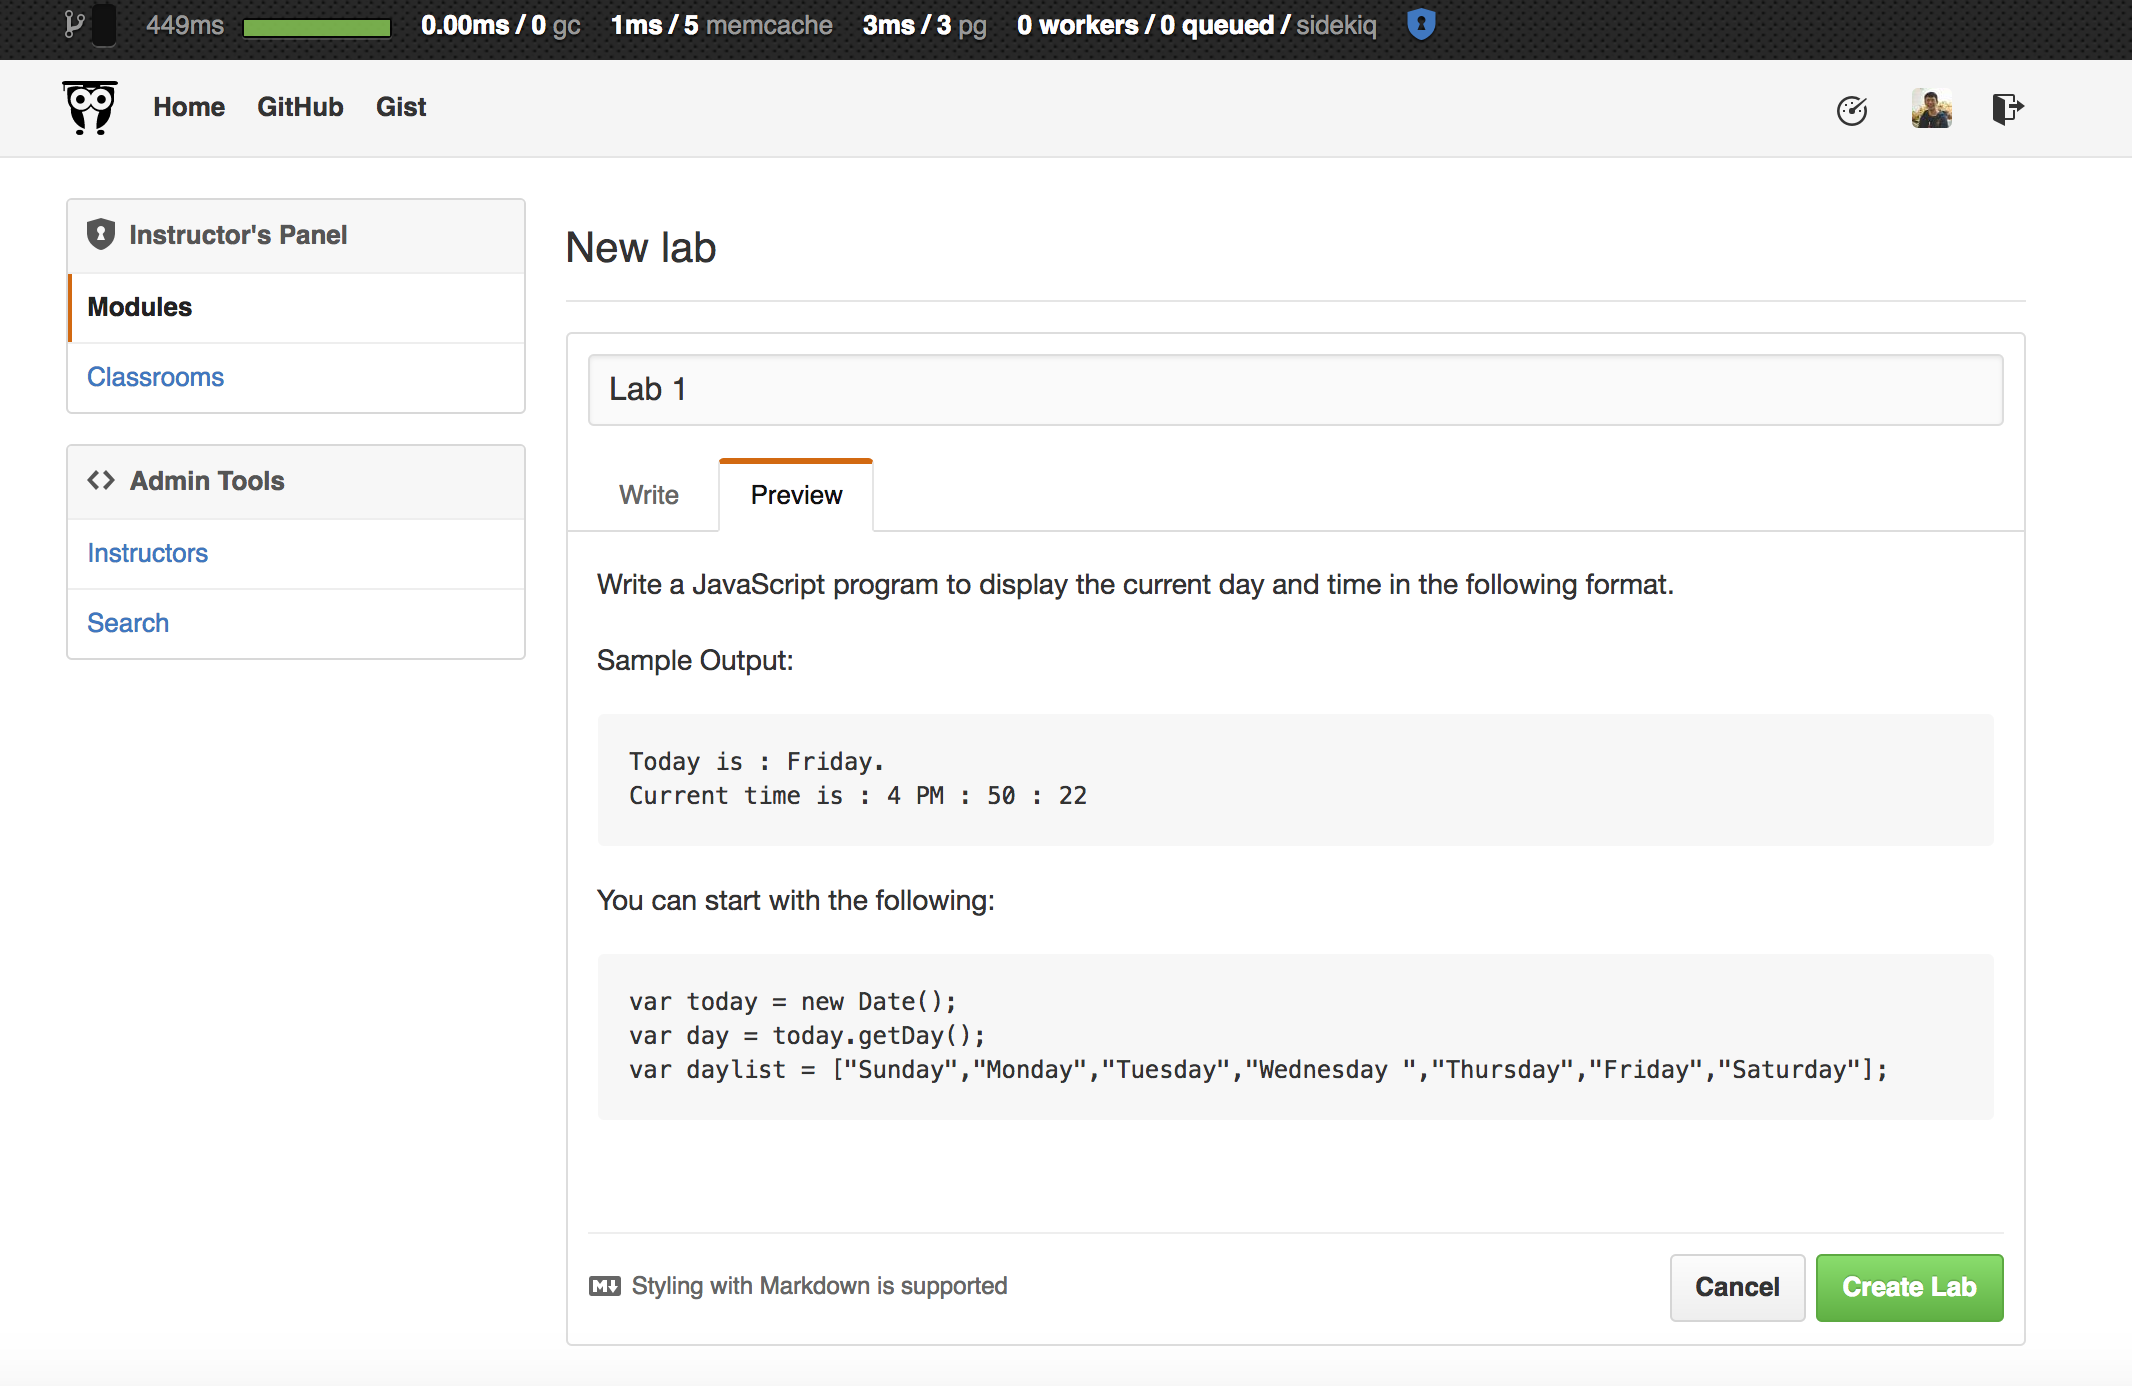 449ms 0.00ms / 0 gc 1ms / 5 memcache 3ms / 3 pg 0 workers / 0 queued / sidekiq
Home GitHub Gist
Instructor's Panel
Modules
Classrooms
Admin Tools
Instructors
Search
New lab
Lab 1
Write Preview
Write a JavaScript program to display the current day and time in the following format.
Sample Output:
Today is : Friday.
Current time is : 4 PM : 50 : 22
You can start with the following:
var today = new Date();
var day = today.getDay();
var daylist = ["Sunday","Monday","Tuesday","Wednesday ","Thursday","Friday","Saturday"];
M Styling with Markdown is supported
Cancel Create Lab